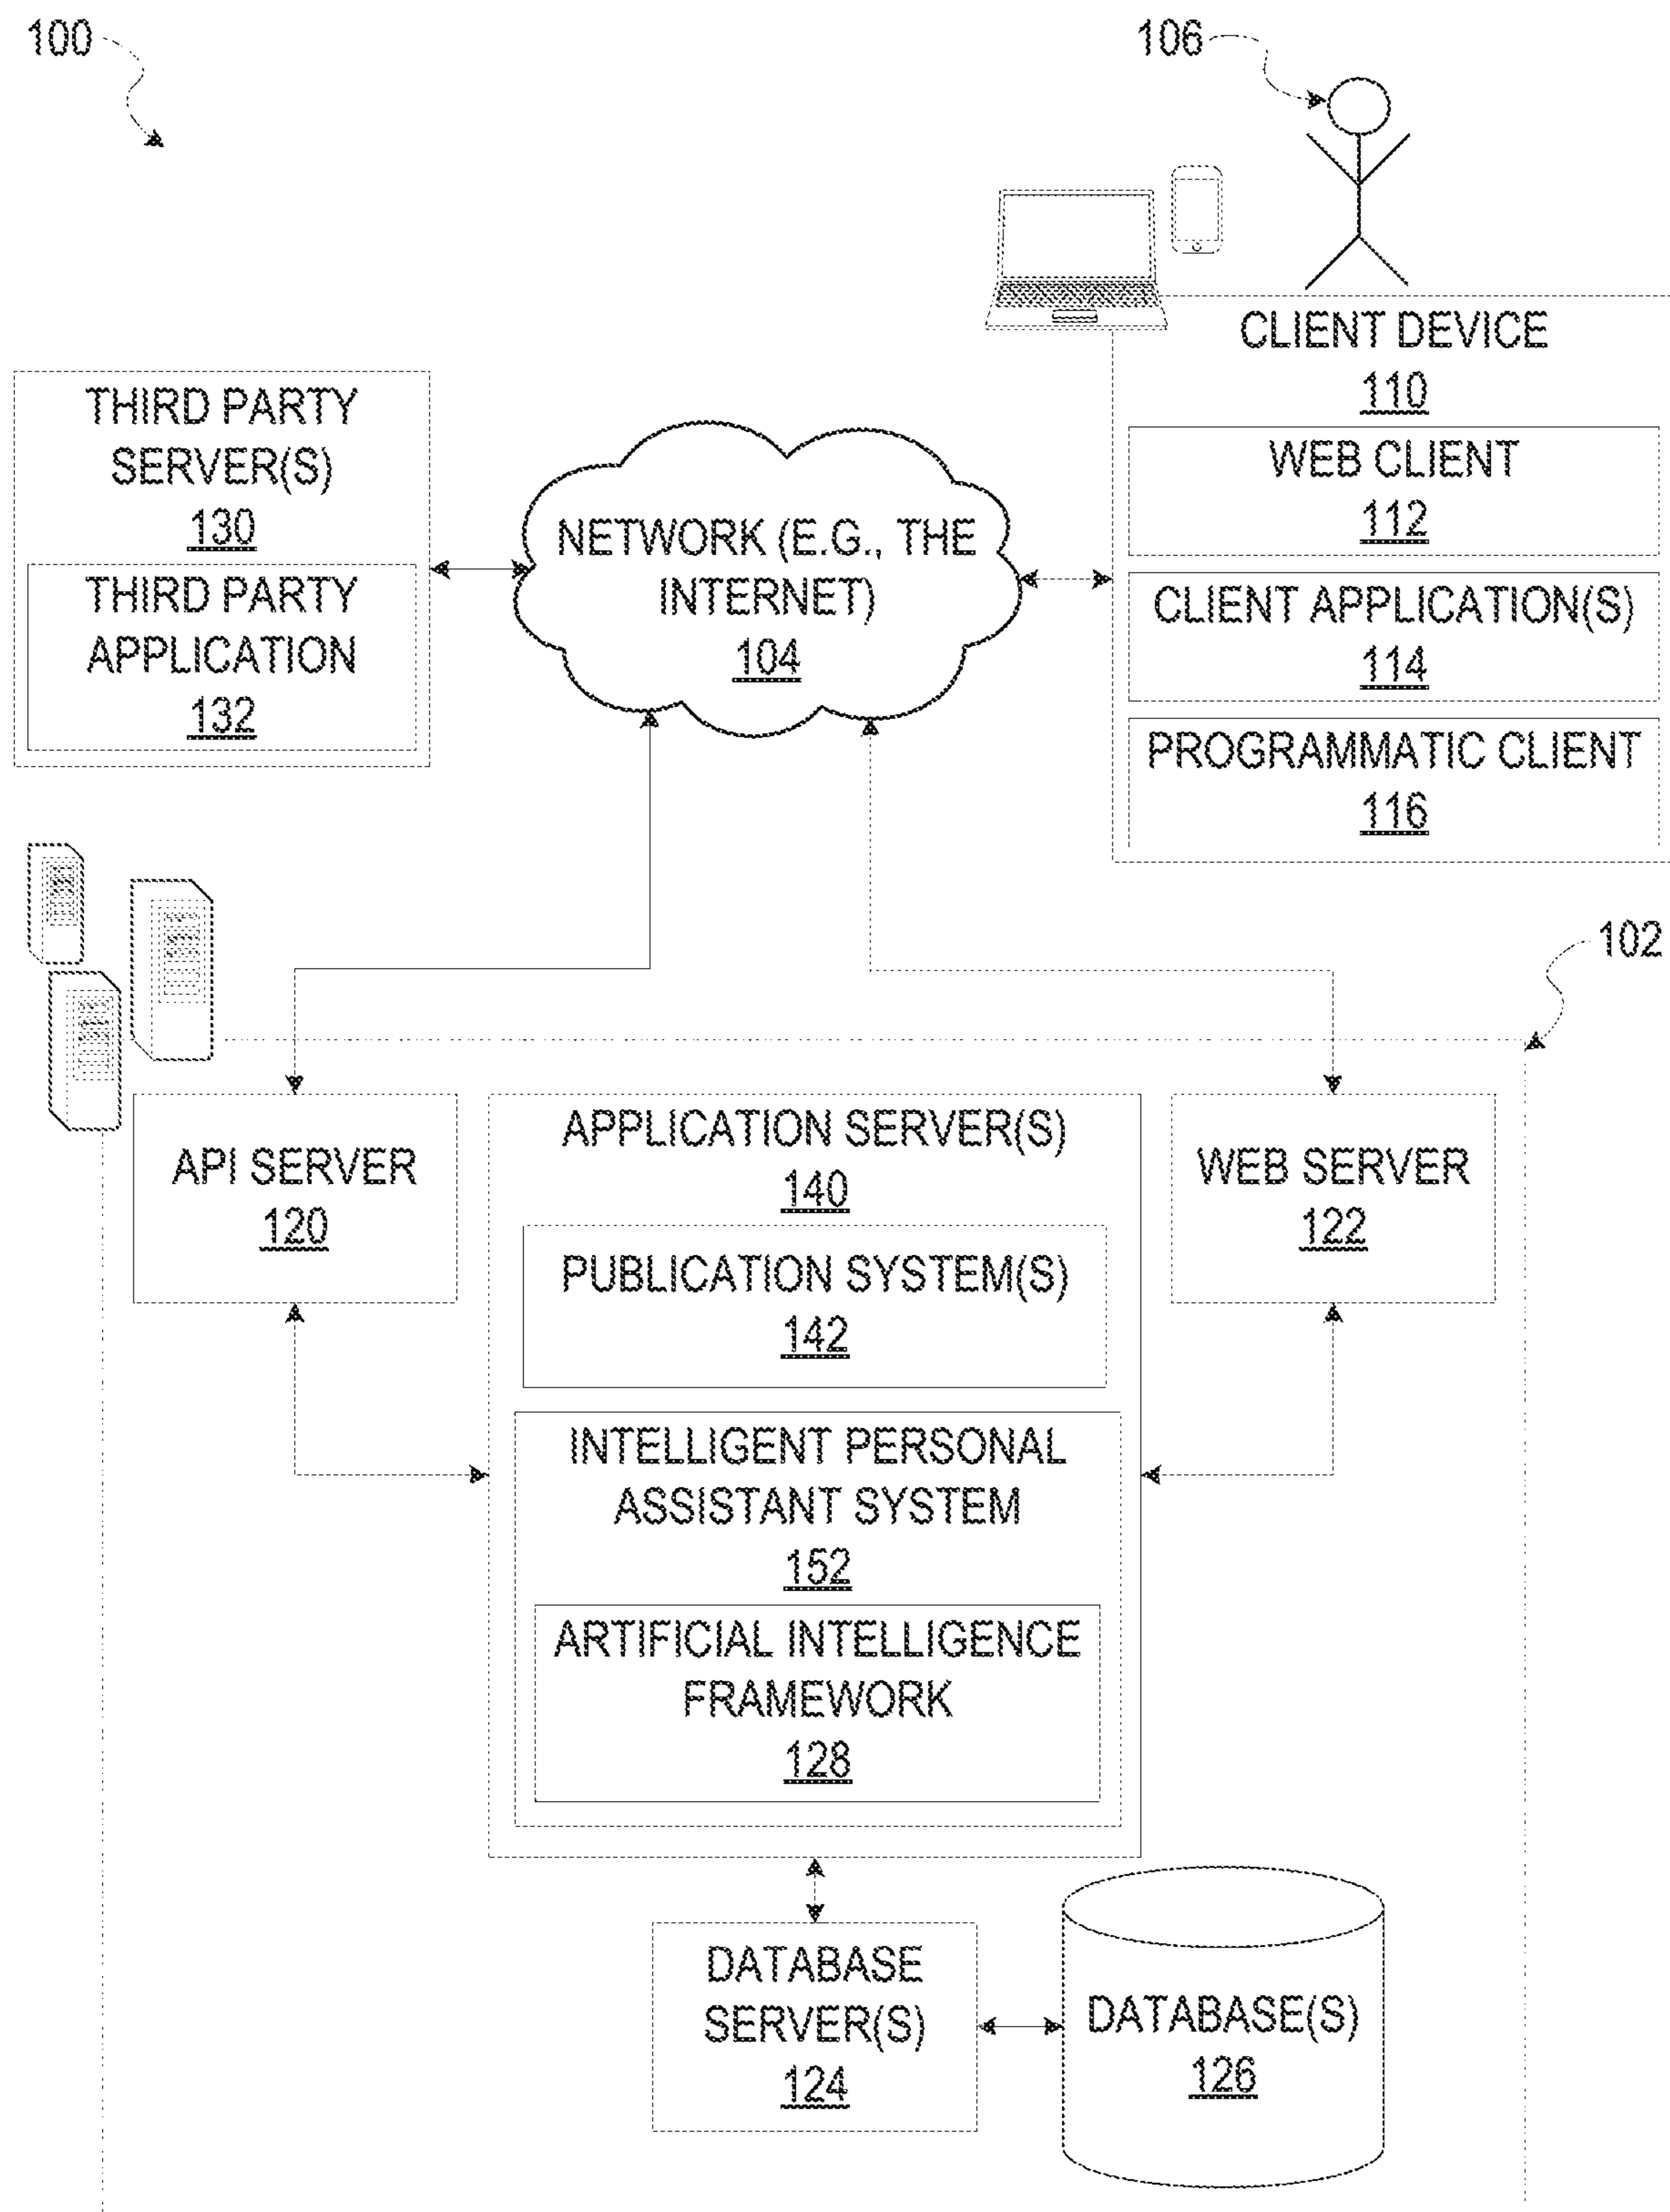 100
106
CLIENT DEVICE
110
WEB CLIENT
112
CLIENT APPLICATION(S)
114
PROGRAMMATIC CLIENT
116
THIRD PARTY
SERVER(S)
130
THIRD PARTY
APPLICATION
132
NETWORK (E.G., THE
INTERNET)
104
102
API SERVER
120
APPLICATION SERVER(S)
140
PUBLICATION SYSTEM(S)
142
INTELLIGENT PERSONAL
ASSISTANT SYSTEM
152
ARTIFICIAL INTELLIGENCE
FRAMEWORK
128
WEB SERVER
122
DATABASE
SERVER(S)
124
DATABASE(S)
126